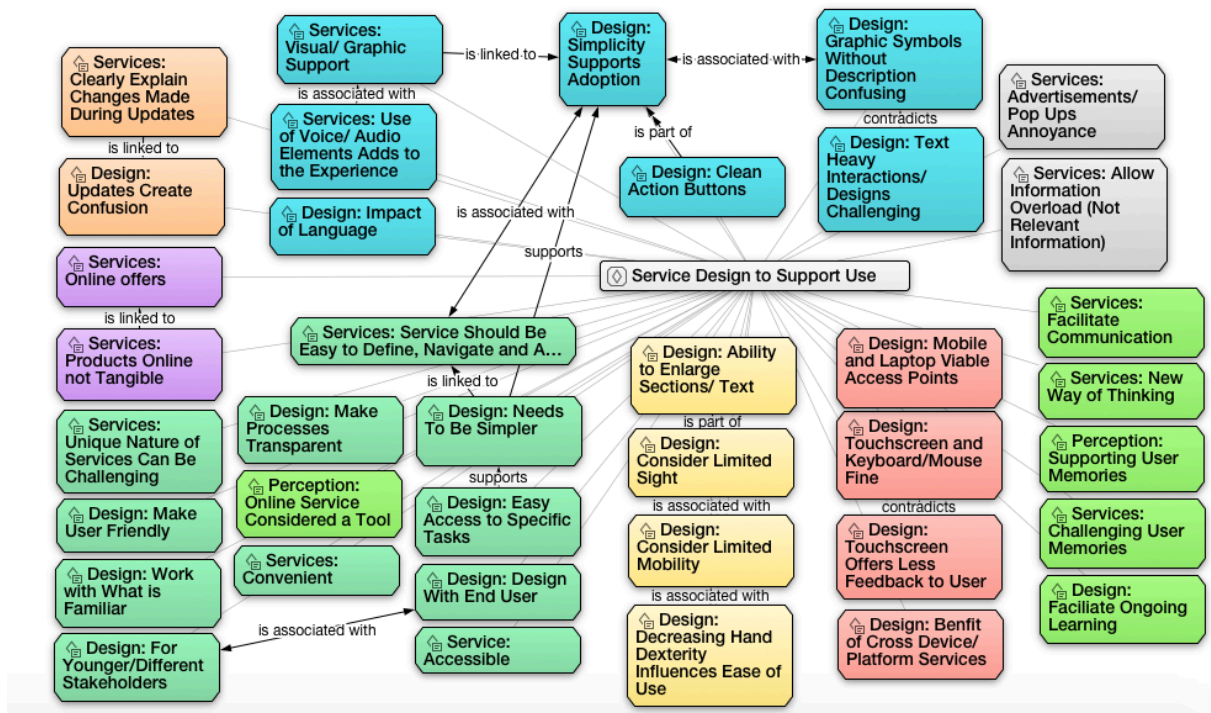 Services:
Clearly Explain
Changes Made
During Updates
is linked to
Design:
Updates Create
Confusion
Services:
Online offers
is linked to
Services:
Products Online
not Tangible
Services:
Unique Nature of
Services Can Be
Challenging
Design: Make
User Friendly
Design: Work
with What is
Familiar
Design: For
Younger/Different
Stakeholders
is associated with
Services:
Visual/ Graphic
Support
is linked to
is associated with
Services: Use
of Voice/ Audio
Elements Adds to
the Experience
Design: Impact
of Language
Design:
Simplicity
Supports
Adoption
is associated with
is part of
Design: Clean
Action Buttons
is associated with
supports
Design:
Graphic Symbols
Without
Description
Confusing
contradicts
Design: Text
Heavy
Interactions/
Designs
Challenging
Services:
Advertisements/
Pop Ups
Annoyance
Services: Allow
Information
Overload (Not
Relevant
Information)
Service Design to Support Use
Services: Service Should Be
Easy to Define, Navigate and A...
is linked to
Design: Make
Processes
Transparent
Perception:
Online Service
Considered a Tool
Services:
Convenient
Design: Needs
To Be Simpler
supports
Design: Easy
Access to Specific
Tasks
Design: Design
With End User
Service:
Accessible
Design: Ability
to Enlarge
Sections/ Text
is part of
Design:
Consider Limited
Sight
is associated with
Design:
Consider Limited
Mobility
is associated with
Design:
Decreasing Hand
Dexterity
Influences Ease of
Use
Design: Mobile
and Laptop Viable
Access Points
Design:
Touchscreen and
Keyboard/Mouse
Fine
contradicts
Design:
Touchscreen
Offers Less
Feedback to User
Design: Benfit
of Cross Device/
Platform Services
Services:
Facilitate
Communication
Services: New
Way of Thinking
Perception:
Supporting User
Memories
Services:
Challenging User
Memories
Design:
Faciliate Ongoing
Learning